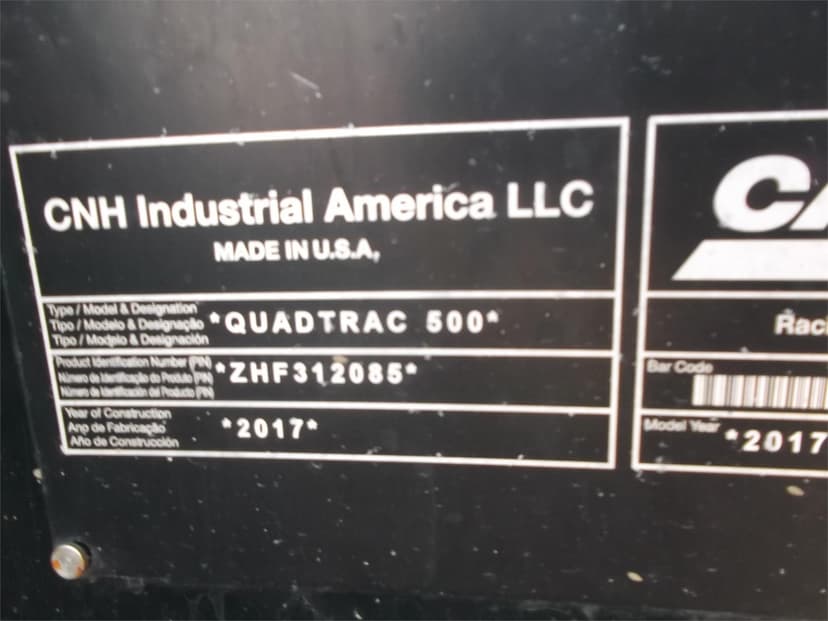 CNH Industrial America LLC
MADE IN U.S.A.
Type / Model & Designation
Tipo / Modelo & Designação
Tipo / Modelo & Designación
*QUADTRAC 500*
Product Identification Number (PIN)
Número de Identificação do Produto (PIN)
Número de Identificación del Producto (PIN)
*ZHF312085*
Year of Construction
Ano de Fabricação
Año de Construcción
*2017*
CA
Raci
Bar Code
Model Year
*2017